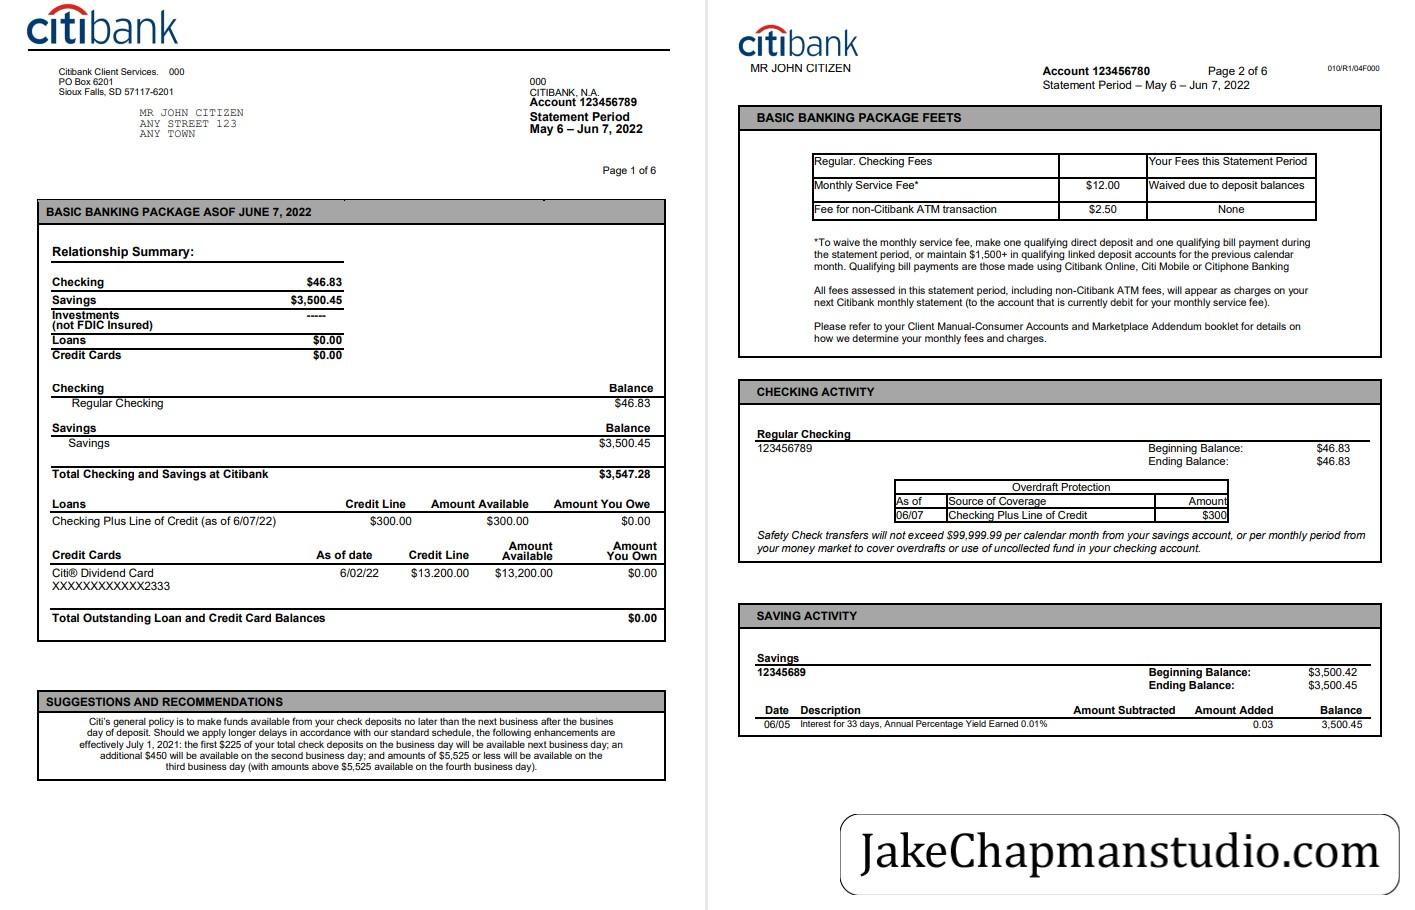 citibank
Citibank Client Services. 000
PO Box 6201
Sioux Falls, SD 57117-6201
000
CITIBANK, N.A.
Account 123456789
Statement Period
May 6 – Jun 7, 2022
MR JOHN CITIZEN
ANY STREET 123
ANY TOWN
Page 1 of 6
BASIC BANKING PACKAGE ASOF JUNE 7, 2022
Relationship Summary:
Checking $46.83
Savings $3,500.45
Investments -----
(not FDIC Insured)
Loans $0.00
Credit Cards $0.00
Checking Balance
Regular Checking $46.83
Savings Balance
Savings $3,500.45
Total Checking and Savings at Citibank $3,547.28
Loans Credit Line Amount Available Amount You Owe
Checking Plus Line of Credit (as of 6/07/22) $300.00 $300.00 $0.00
Credit Cards As of date Credit Line Amount Available Amount You Own
Citi® Dividend Card 6/02/22 $13.200.00 $13,200.00 $0.00
XXXXXXXXXXXX2333
Total Outstanding Loan and Credit Card Balances $0.00
SUGGESTIONS AND RECOMMENDATIONS
Citi's general policy is to make funds available from your check deposits no later than the next business after the busines
day of deposit. Should we apply longer delays in accordance with our standard schedule, the following enhancements are
effectively July 1, 2021: the first $225 of your total check deposits on the business day will be available next business day; an
additional $450 will be available on the second business day; and amounts of $5,525 or less will be available on the
third business day (with amounts above $5,525 available on the fourth business day).
citibank
MR JOHN CITIZEN
Account 123456780 Page 2 of 6 010/R1/04F000
Statement Period – May 6 – Jun 7, 2022
BASIC BANKING PACKAGE FEETS
Regular. Checking Fees Your Fees this Statement Period
Monthly Service Fee* $12.00 Waived due to deposit balances
Fee for non-Citibank ATM transaction $2.50 None
*To waive the monthly service fee, make one qualifying direct deposit and one qualifying bill payment during
the statement period, or maintain $1,500+ in qualifying linked deposit accounts for the previous calendar
month. Qualifying bill payments are those made using Citibank Online, Citi Mobile or Citiphone Banking
All fees assessed in this statement period, including non-Citibank ATM fees, will appear as charges on your
next Citibank monthly statement (to the account that is currently debit for your monthly service fee).
Please refer to your Client Manual-Consumer Accounts and Marketplace Addendum booklet for details on
how we determine your monthly fees and charges.
CHECKING ACTIVITY
Regular Checking
123456789 Beginning Balance: $46.83
Ending Balance: $46.83
Overdraft Protection
As of Source of Coverage Amount
06/07 Checking Plus Line of Credit $300
Safety Check transfers will not exceed $99,999.99 per calendar month from your savings account, or per monthly period from
your money market to cover overdrafts or use of uncollected fund in your checking account.
SAVING ACTIVITY
Savings
12345689 Beginning Balance: $3,500.42
Ending Balance: $3,500.45
Date Description Amount Subtracted Amount Added Balance
06/05 Interest for 33 days, Annual Percentage Yield Earned 0.01% 0.03 3,500.45
JakeChapmanstudio.com